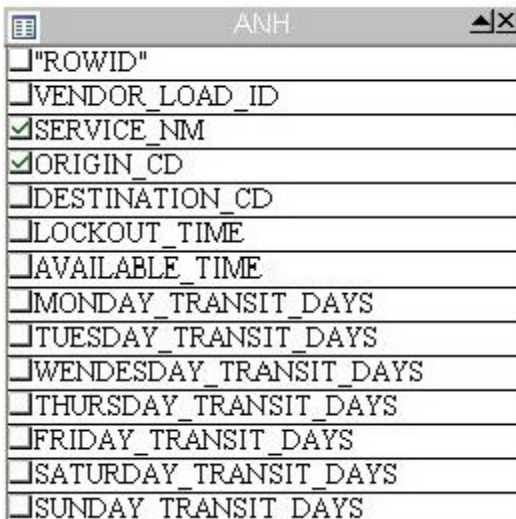 ANH
"ROWID"
VENDOR_LOAD_ID
SERVICE_NM
ORIGIN_CD
DESTINATION_CD
LOCKOUT_TIME
AVAILABLE_TIME
MONDAY_TRANSIT_DAYS
TUESDAY_TRANSIT_DAYS
WENDESDAY_TRANSIT_DAYS
THURSDAY_TRANSIT_DAYS
FRIDAY_TRANSIT_DAYS
SATURDAY_TRANSIT_DAYS
SUNDAY_TRANSIT_DAYS